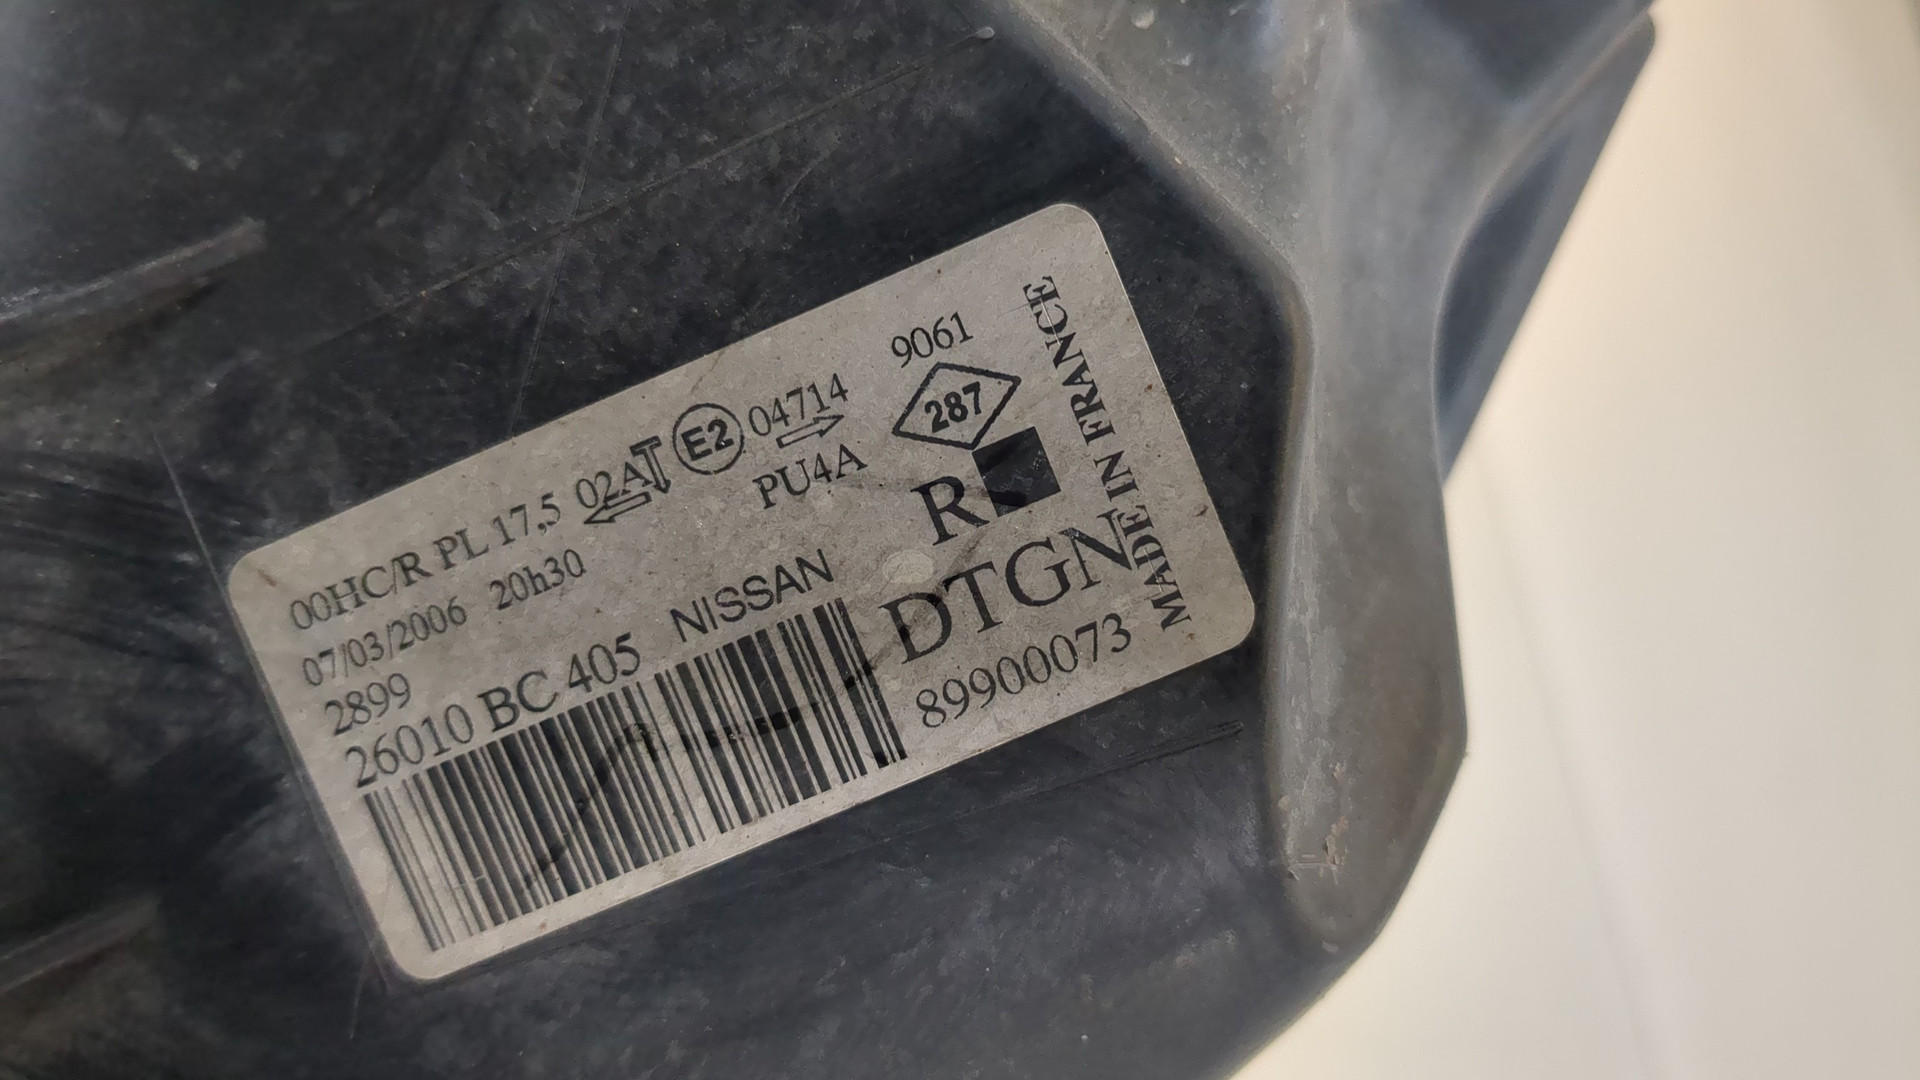 00HC/R PL 17,5 02A E2 04714
07/03/2006 20h30 PU4A
2899
26010 BC 405 NISSAN
9061
287
R
DTGN
89900073
MADE IN FRANCE